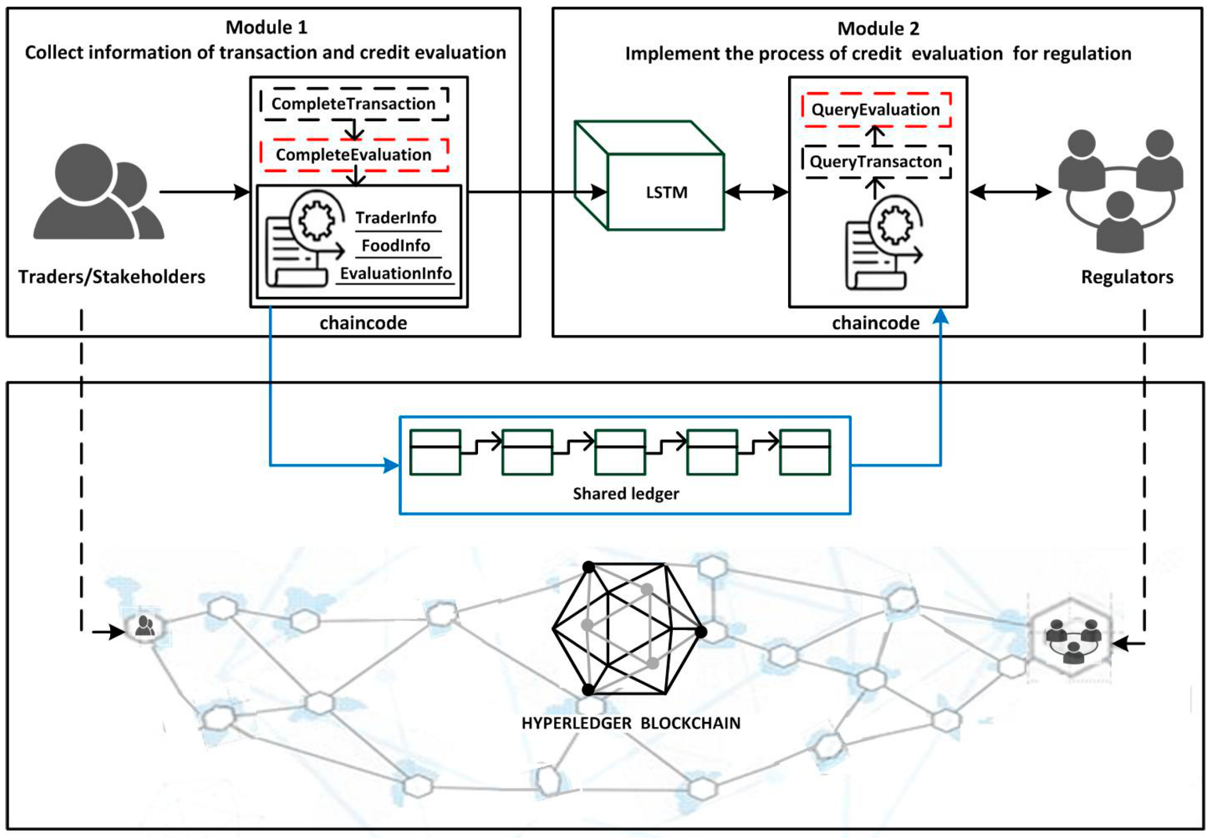 Module 1
Collect information of transaction and credit evaluation
CompleteTransaction
CompleteEvaluation
TraderInfo
FoodInfo
EvaluationInfo
Traders/Stakeholders
chaincode
Module 2
Implement the process of credit evaluation for regulation
LSTM
QueryEvaluation
QueryTransacton
Regulators
chaincode
Shared ledger
HYPERLEDGER BLOCKCHAIN